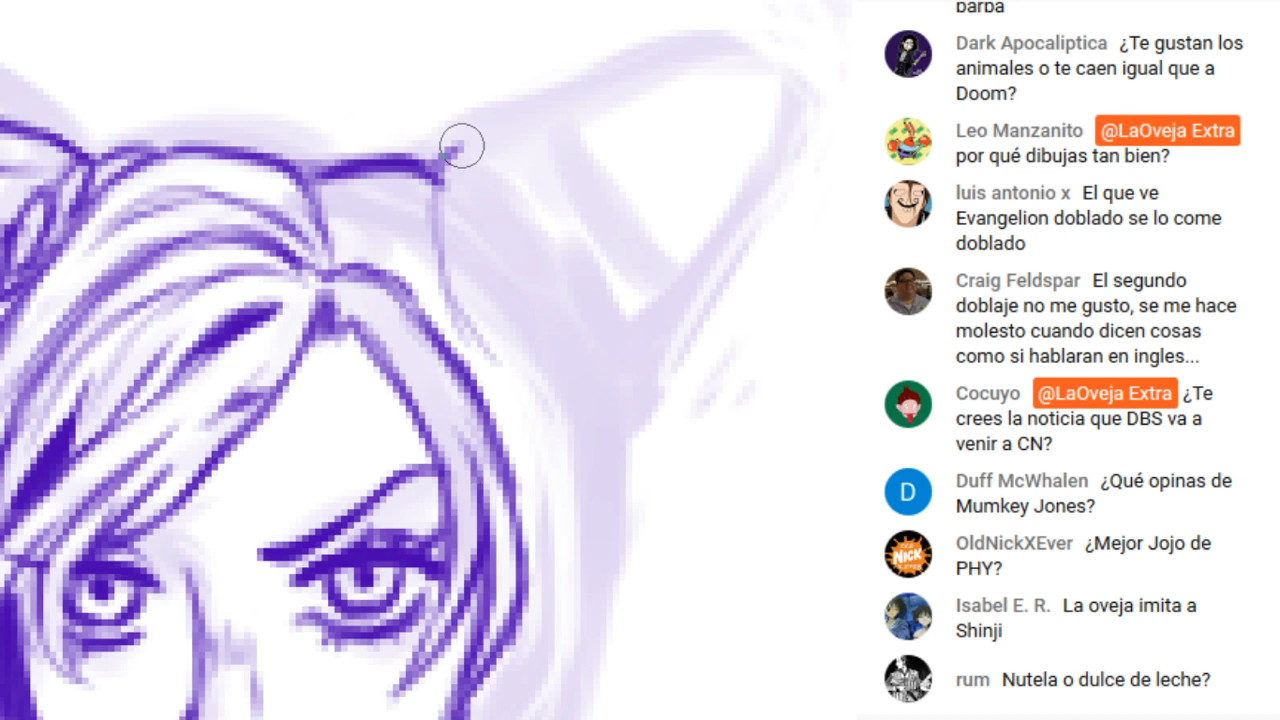 barba
Dark Apocaliptica ¿Te gustan los
animales o te caen igual que a
Doom?
Leo Manzanito @LaOveja Extra
por qué dibujas tan bien?
luis antonio x El que ve
Evangelion doblado se lo come
doblado
Craig Feldspar El segundo
doblaje no me gusto, se me hace
molesto cuando dicen cosas
como si hablaran en ingles...
Cocuyo @LaOveja Extra ¿Te
crees la noticia que DBS va a
venir a CN?
D
Duff McWhalen ¿Qué opinas de
Mumkey Jones?
NICK
OldNickXEver ¿Mejor Jojo de
PHY?
Isabel E. R. La oveja imita a
Shinji
rum Nutela o dulce de leche?